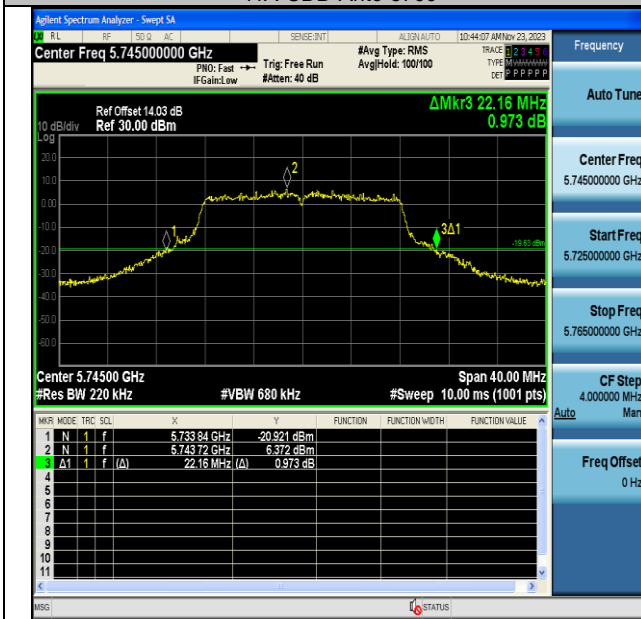 Agilent Spectrum Analyzer - Swept SA
RL RF 50 Ω AC SENSE:INT ALIGN AUTO 10:44:07 AM Nov 23, 2023
Center Freq 5.745000000 GHz
PNO: Fast
IFGain:Low
Trig: Free Run
#Atten: 40 dB
#Avg Type: RMS
Avg|Hold: 100/100
TRACE 1 2 3 4 5 6
TYPE M
DET P P P P P P
Frequency
Auto Tune
Center Freq
5.745000000 GHz
Start Freq
5.725000000 GHz
Stop Freq
5.765000000 GHz
CF Step
4.000000 MHz
Auto Man
Freq Offset
0 Hz
ΔMkr3 22.16 MHz
0.973 dB
Ref Offset 14.03 dB
10 dB/div Ref 30.00 dBm
Log
20.0
10.0
0.00
-10.0
-20.0
-30.0
-40.0
-50.0
-60.0
1
2
3Δ1
-19.63 dBm
Center 5.74500 GHz Span 40.00 MHz
#Res BW 220 kHz #VBW 680 kHz #Sweep 10.00 ms (1001 pts)
MKR MODE TRC SCL X Y FUNCTION FUNCTION WIDTH FUNCTION VALUE
1 N 1 f 5.733 84 GHz -20.921 dBm
2 N 1 f 5.743 72 GHz 6.372 dBm
3 Δ1 1 f (Δ) 22.16 MHz (Δ) 0.973 dB
4
5
6
7
8
9
10
11
MSG STATUS